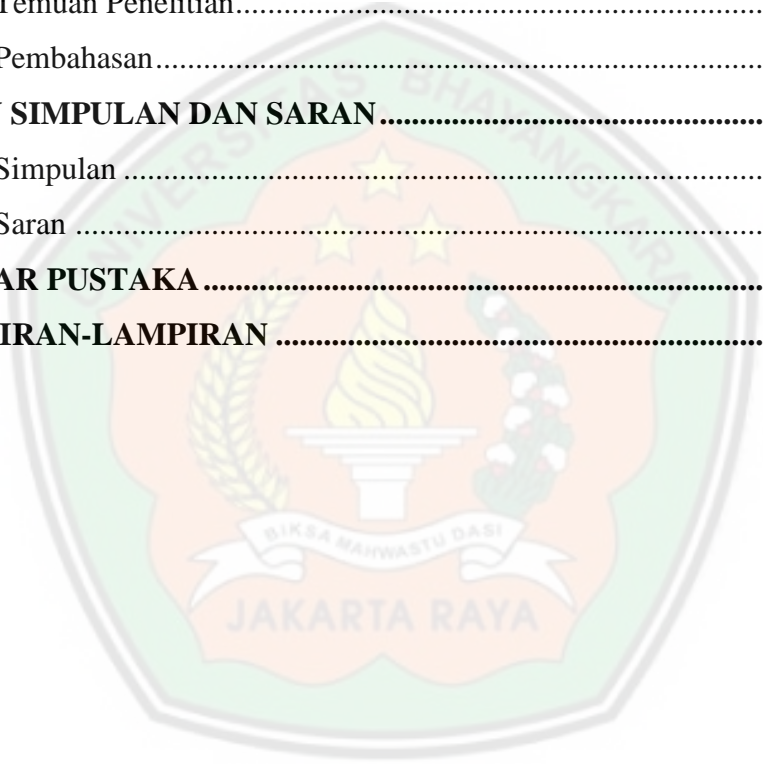 Temuan Penelitian..........................................................................
Pembahasan....................................................................................
SIMPULAN DAN SARAN................................................
Simpulan .........................................................................................
Saran ...............................................................................................
AR PUSTAKA.......................................................................
IRAN-LAMPIRAN ..............................................................
UNIVERSITAS BHAYANGKARA
BIKSA MAHWASTU DASI
JAKARTA RAYA